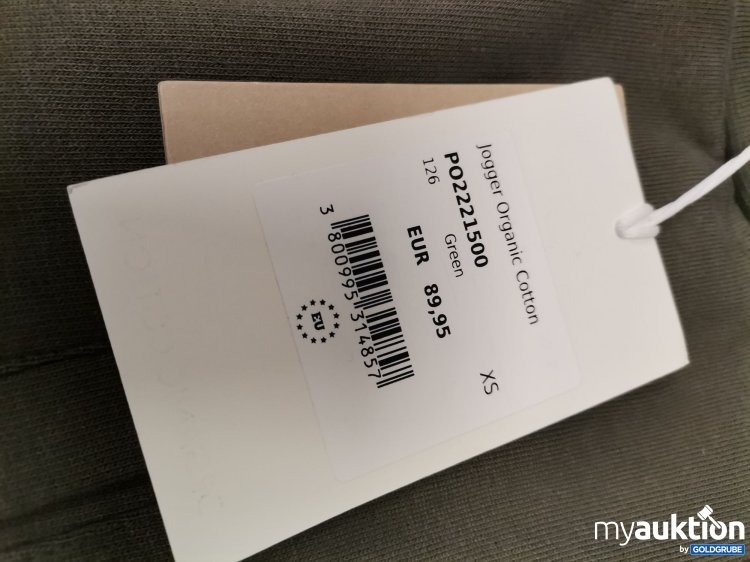 Jogger Organic Cotton
PO2221500 XS
126 Green
EUR 89,95
3 800995 314857
EU
myauktion
by GOLDGRUBE